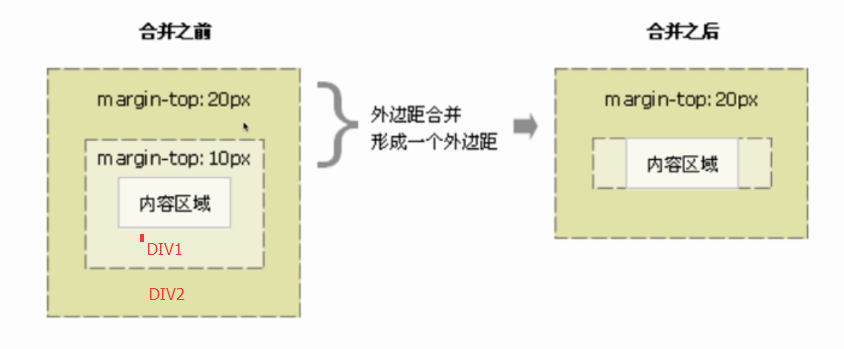 合并之前
合并之后
margin-top: 20px
margin-top: 10px
内容区域
DIV1
DIV2
外边距合并
形成一个外边距
margin-top: 20px
内容区域